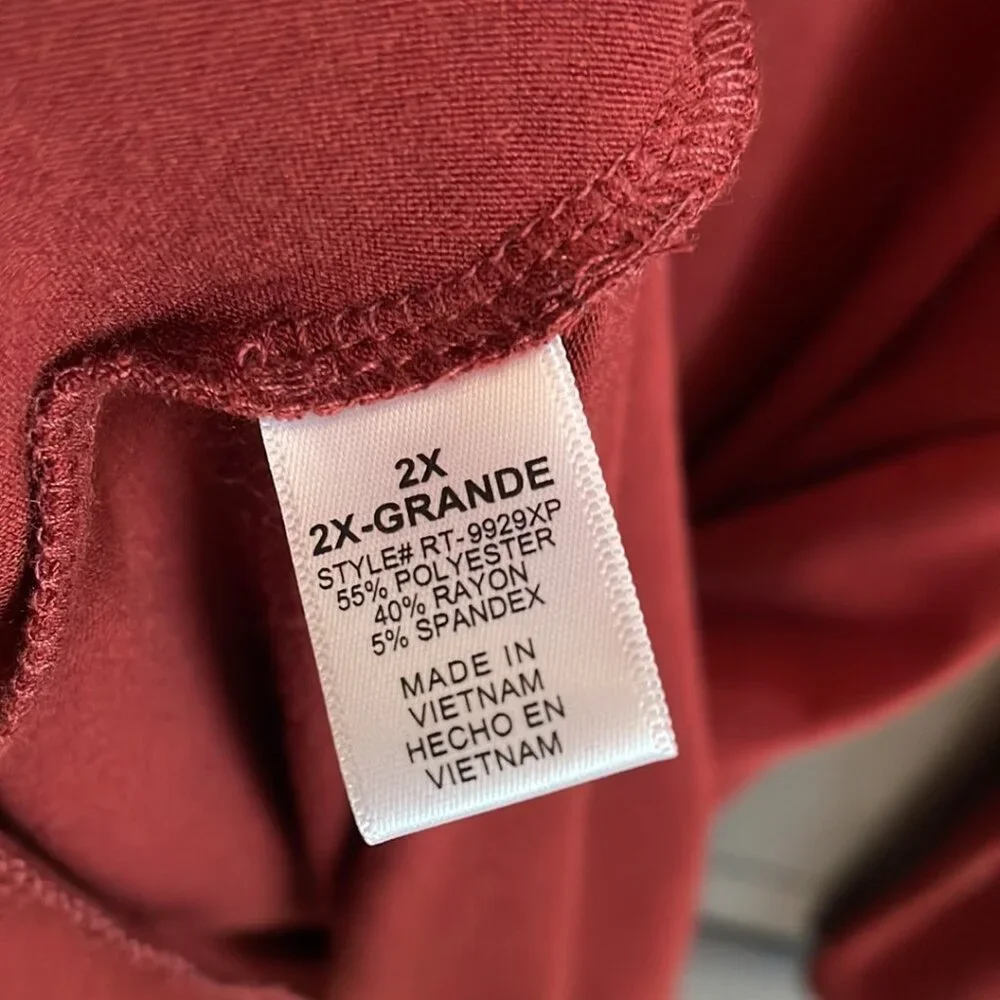 2X
2X-GRANDE
STYLE# RT-9929XP
55% POLYESTER
40% RAYON
5% SPANDEX
MADE IN
VIETNAM
HECHO EN
VIETNAM